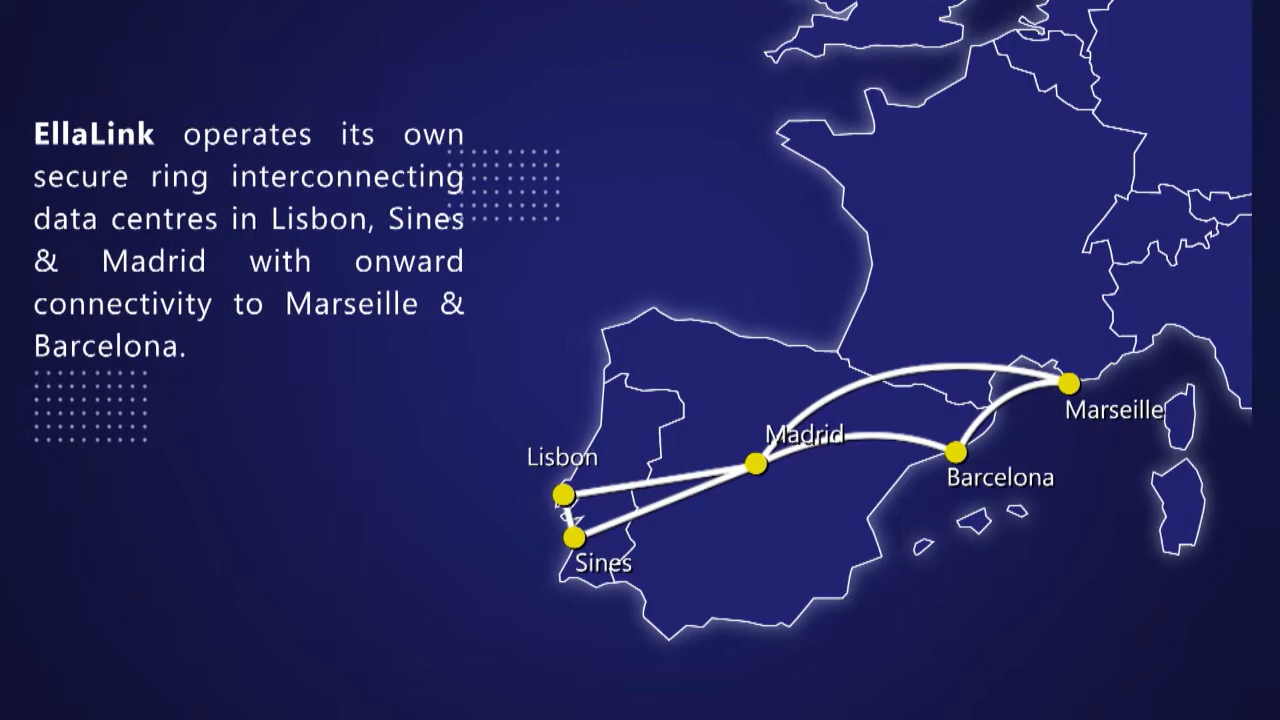 EllaLink operates its own
secure ring interconnecting
data centres in Lisbon, Sines
& Madrid with onward
connectivity to Marseille &
Barcelona.
Marseille
Madrid
Lisbon
Barcelona
Sines